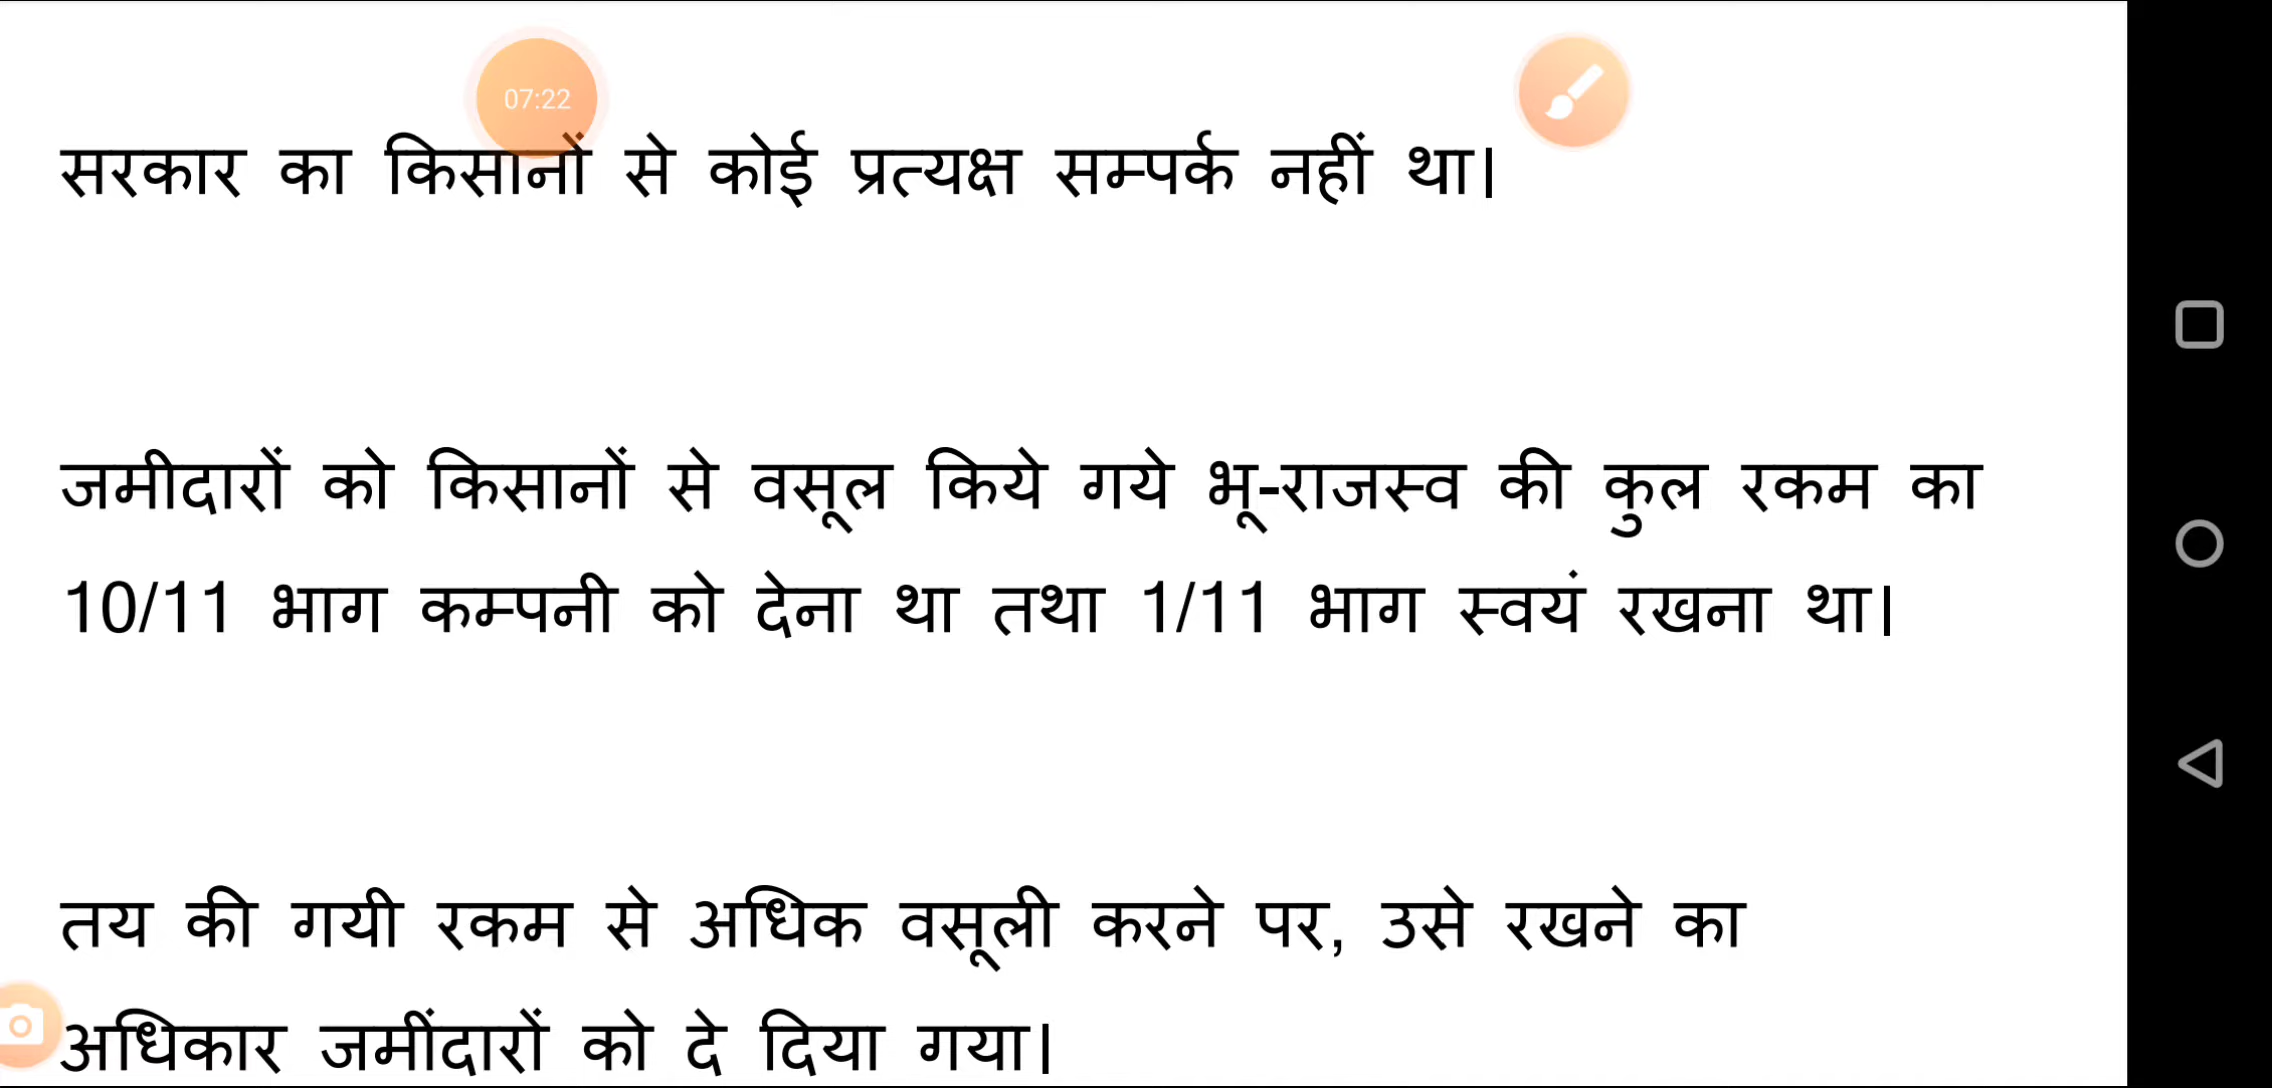 07:22
सरकार का किसानों से कोई प्रत्यक्ष सम्पर्क नहीं था।
जमीदारों को किसानों से वसूल किये गये भू-राजस्व की कुल रकम का
10/11 भाग कम्पनी को देना था तथा 1/11 भाग स्वयं रखना था।
तय की गयी रकम से अधिक वसूली करने पर, उसे रखने का
अधिकार जमींदारों को दे दिया गया।